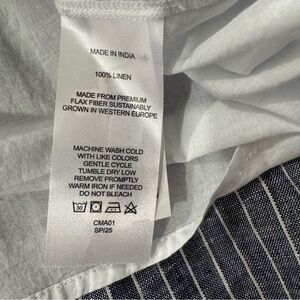 MADE IN INDIA
100% LINEN
MADE FROM PREMIUM
FLAX FIBER SUSTAINABLY
GROWN IN WESTERN EUROPE
MACHINE WASH COLD
WITH LIKE COLORS
GENTLE CYCLE
TUMBLE DRY LOW
REMOVE PROMPTLY
WARM IRON IF NEEDED
DO NOT BLEACH
30
CMA01
SP/25